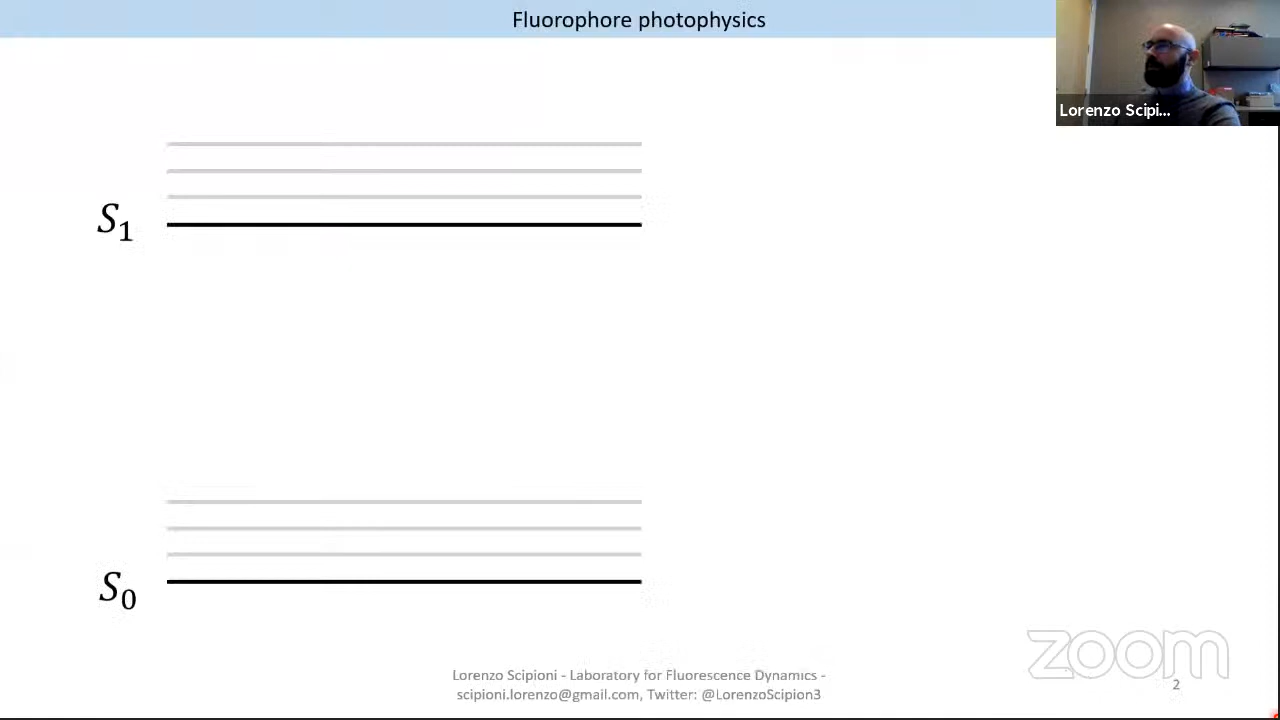 Fluorophore photophysics
Lorenzo Scipi...
S₁
S₀
zoom
Lorenzo Scipioni - Laboratory for Fluorescence Dynamics -
scipioni.lorenzo@gmail.com, Twitter: @LorenzoScipion3
2